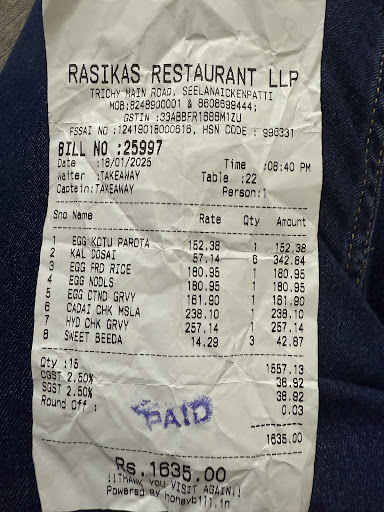 RASIKAS RESTAURANT LLP
TRICHY MAIN ROAD, SEELANAICKENPATTI
MOB:8248900001 & 8608699444;
GSTIN :33ABBFR1668M1ZU
FSSAI NO :12419018000616, HSN CODE : 996331
BILL NO :25997
Date :18/01/2025 Time :08:40 PM
Waiter :TAKEAWAY Table :22
Captain:TAKEAWAY Person:1
Sno Name Rate Qty Amount
1 EGG KOTU PAROTA 152.38 1 152.38
2 KAL DOSAI 57.14 6 342.84
3 EGG FRD RICE 180.95 1 180.95
4 EGG NODLS 180.95 1 180.95
5 EGG CTND GRVY 161.90 1 161.90
6 CADAI CHK MSLA 238.10 1 238.10
7 HYD CHK GRVY 257.14 1 257.14
8 SWEET BEEDA 14.29 3 42.87
Qty :15 1557.13
CGST 2.50% 38.92
SGST 2.50% 38.92
Round Off : 0.03
PAID
1635.00
Rs.1635.00
!!THANK YOU VISIT AGAIN!!
Powered by honeybill.in